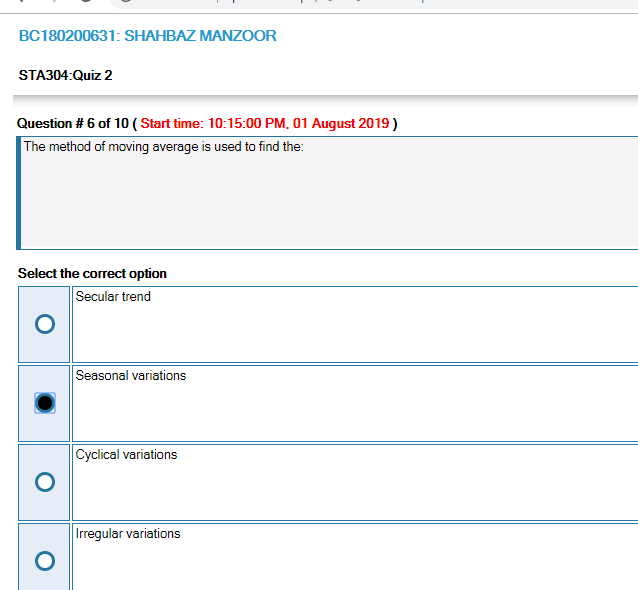 BC180200631: SHAHBAZ MANZOOR
STA304:Quiz 2
Question # 6 of 10 ( Start time: 10:15:00 PM, 01 August 2019 )
The method of moving average is used to find the:
Select the correct option
Secular trend
Seasonal variations
Cyclical variations
Irregular variations